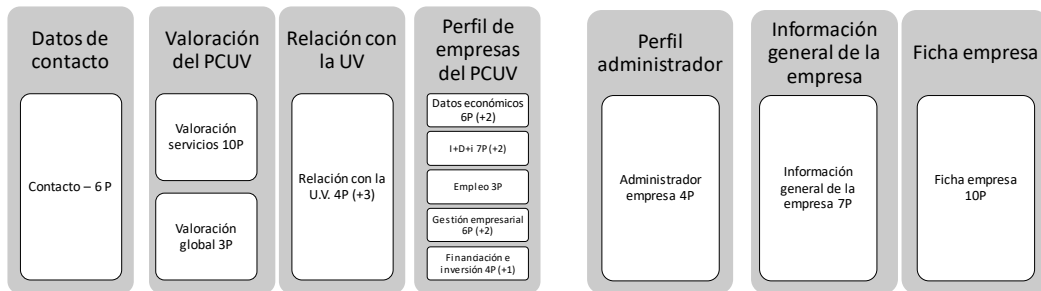 Datos de
contacto
Contacto – 6 P
Valoración
del PCUV
Valoración
servicios 10P
Valoración
global 3P
Relación con
la UV
Relación con la
U.V. 4P (+3)
Perfil de
empresas
del PCUV
Datos económicos
6P (+2)
I+D+i 7P (+2)
Empleo 3P
Gestión empresarial
6P (+2)
Financiación e
inversión 4P (+1)
Perfil
administrador
Administrador
empresa 4P
Información
general de la
empresa
Información
general de la
empresa 7P
Ficha empresa
Ficha empresa
10P